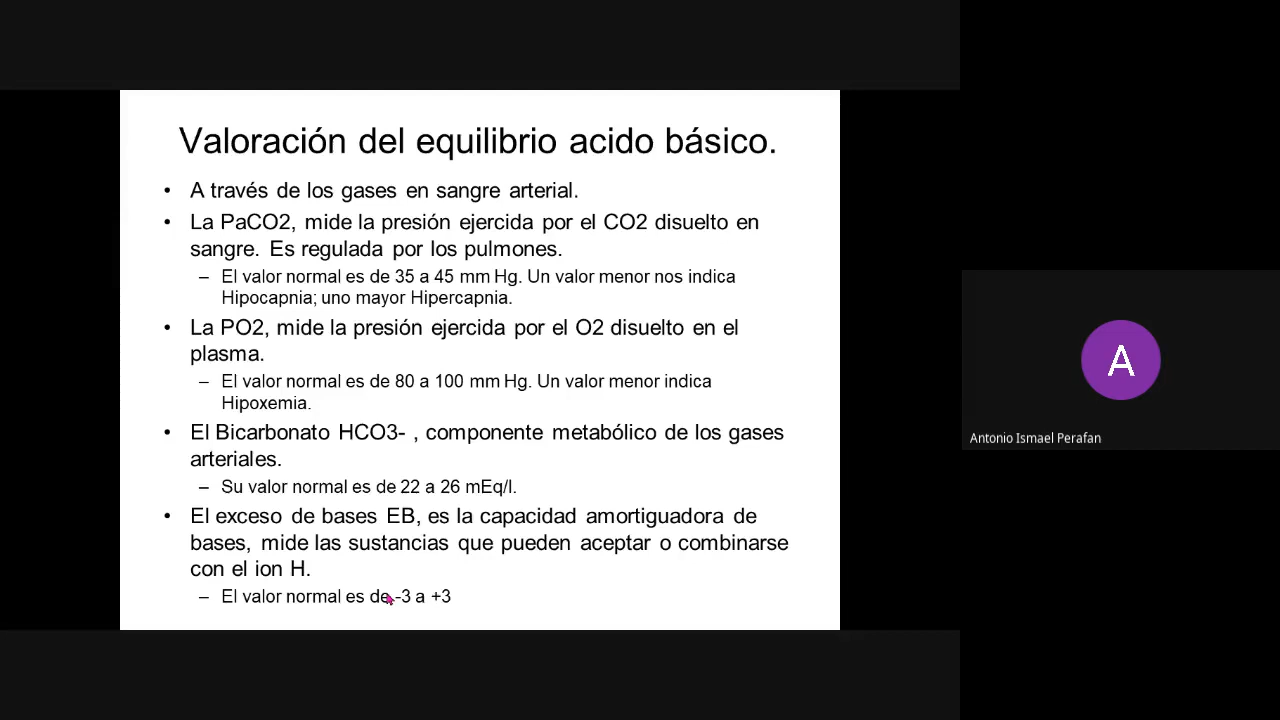 Valoración del equilibrio acido básico.
• A través de los gases en sangre arterial.
• La PaCO2, mide la presión ejercida por el CO2 disuelto en
sangre. Es regulada por los pulmones.
– El valor normal es de 35 a 45 mm Hg. Un valor menor nos indica
Hipocapnia; uno mayor Hipercapnia.
• La PO2, mide la presión ejercida por el O2 disuelto en el
plasma.
– El valor normal es de 80 a 100 mm Hg. Un valor menor indica
Hipoxemia.
• El Bicarbonato HCO3- , componente metabólico de los gases
arteriales.
– Su valor normal es de 22 a 26 mEq/l.
• El exceso de bases EB, es la capacidad amortiguadora de
bases, mide las sustancias que pueden aceptar o combinarse
con el ion H.
– El valor normal es de -3 a +3
A
Antonio Ismael Perafan